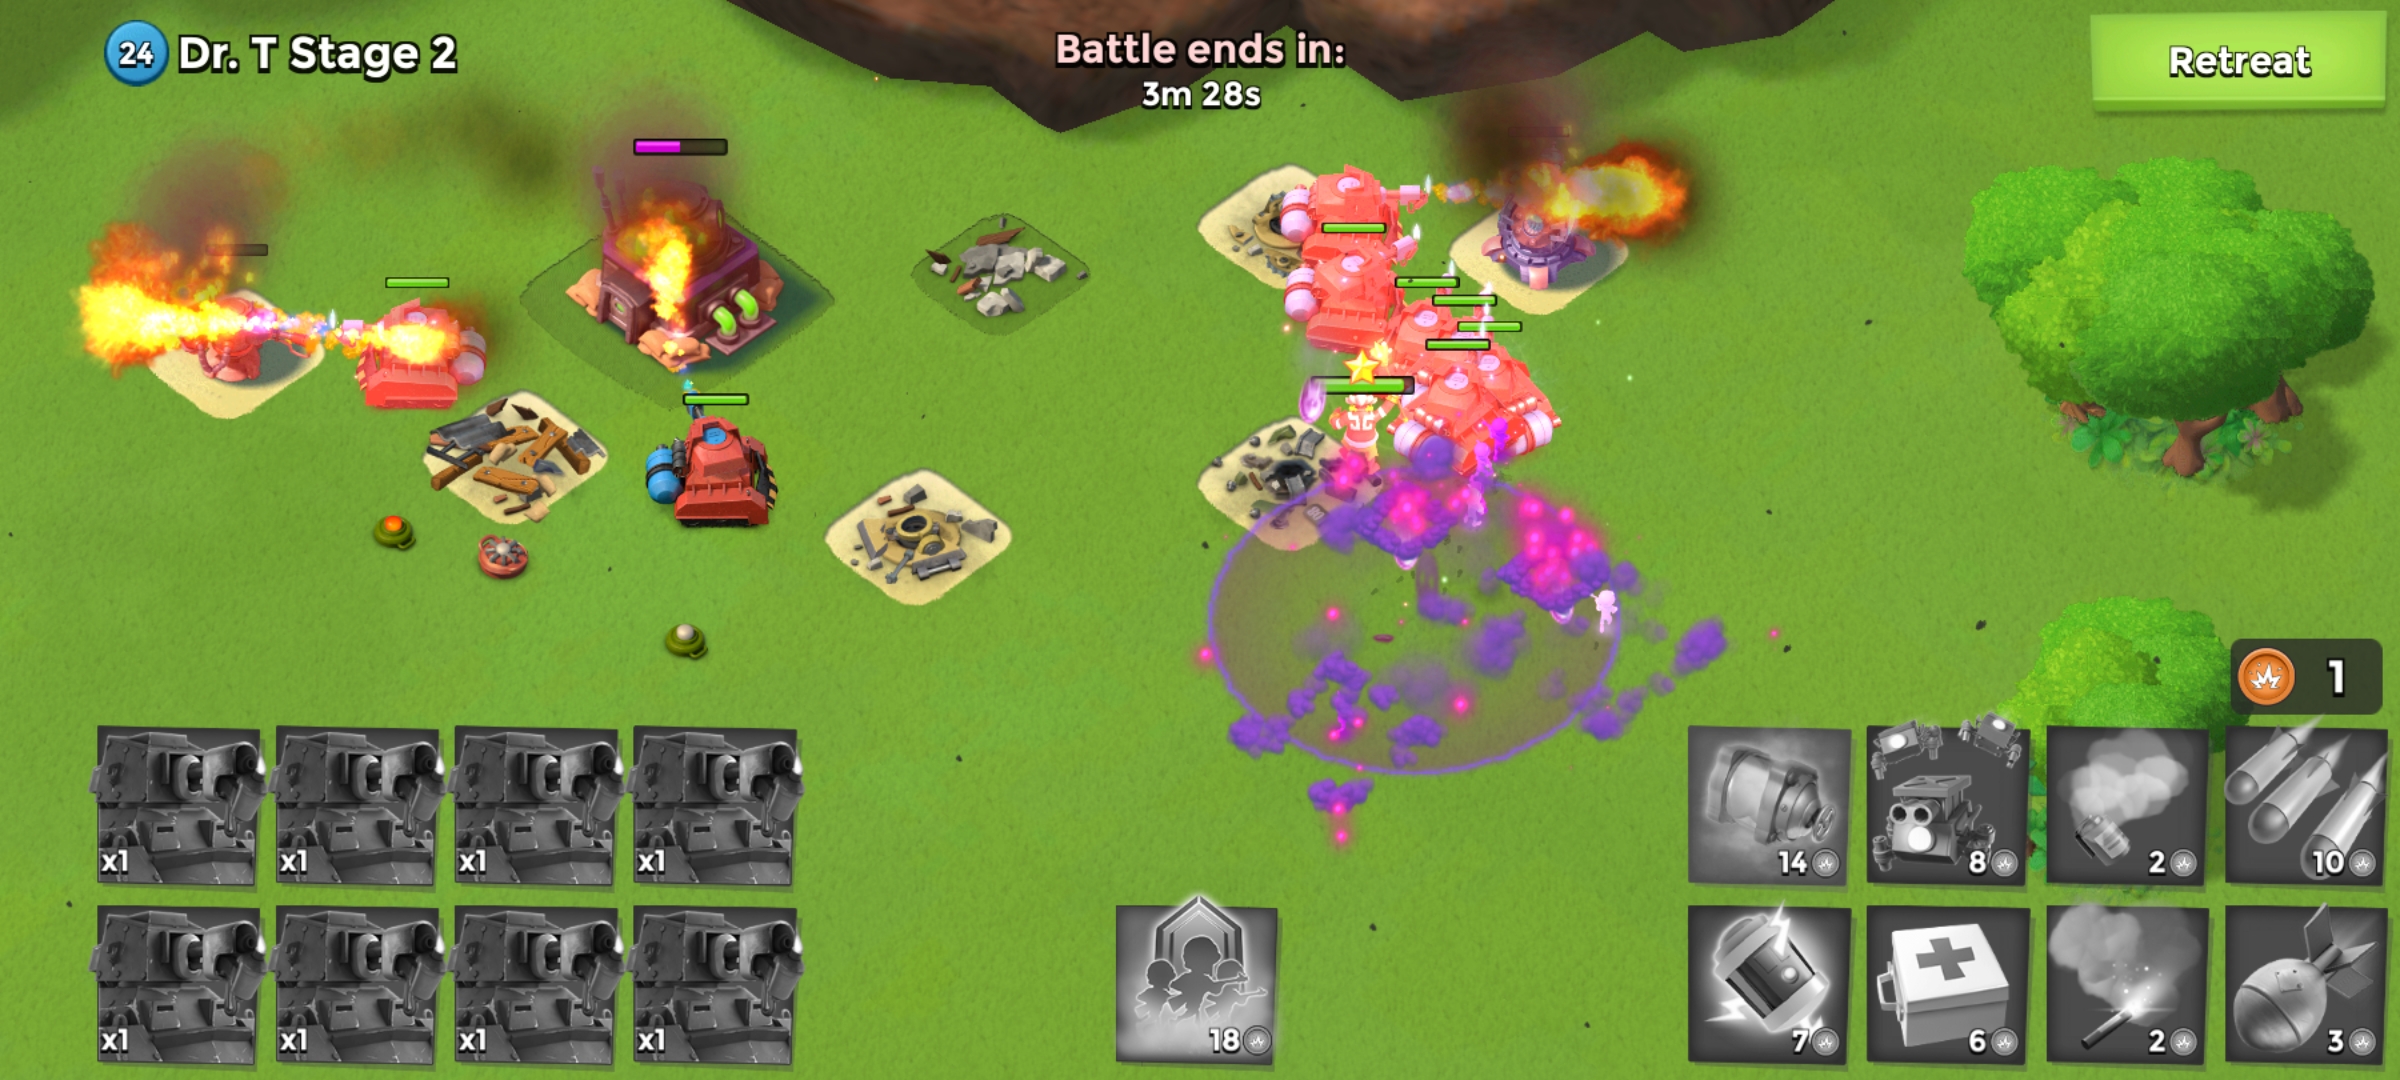 24 Dr. T Stage 2
Battle ends in:
3m 28s
Retreat
1
x1 x1 x1 x1
14 8 2 10
x1 x1 x1 x1
18
7 6 2 3